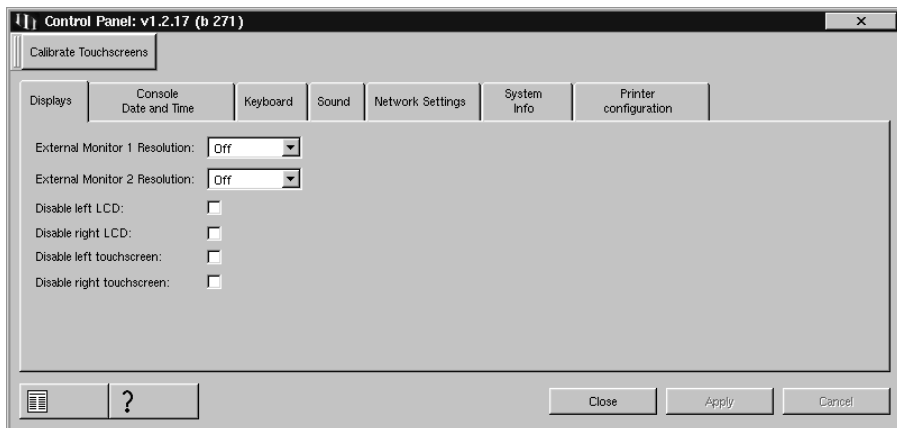 Control Panel: v1.2.17 (b 271)
Calibrate Touchscreens
Displays
Console
Date and Time
Keyboard
Sound
Network Settings
System
Info
Printer
configuration
External Monitor 1 Resolution: Off
External Monitor 2 Resolution: Off
Disable left LCD:
Disable right LCD:
Disable left touchscreen:
Disable right touchscreen:
?
Close
Apply
Cancel